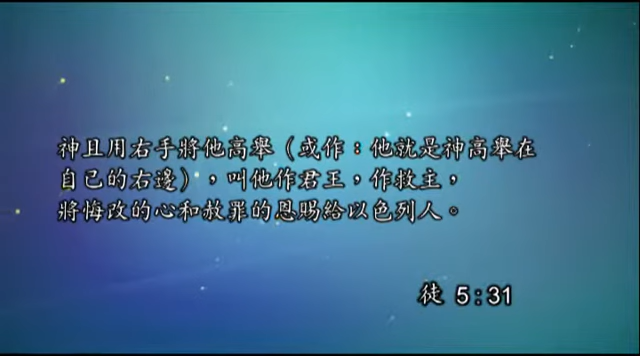 神且用右手將他高舉（或作：他就是神高舉在
自己的右邊），叫他作君王，作救主，
將悔改的心和赦罪的恩賜給以色列人。
徒 5:31